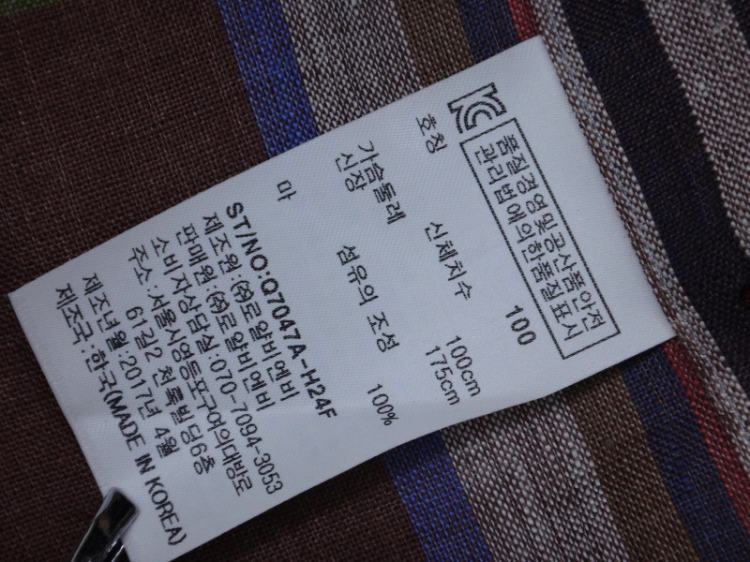 품질경영및공산품안전
관리법에의한품질표시
호칭 100
신체치수
가슴둘레 100cm
신장 175cm
섬유의 조성
마 100%
ST/NO:Q7047A-H24F
제조원:㈜로알비엔비
판매원:㈜로알비엔비
소비자상담실:070-7094-3053
주소:서울시영등포구여의대방로
61길2 천록빌딩6층
제조년월:2017년 4월
제조국:한국(MADE IN KOREA)